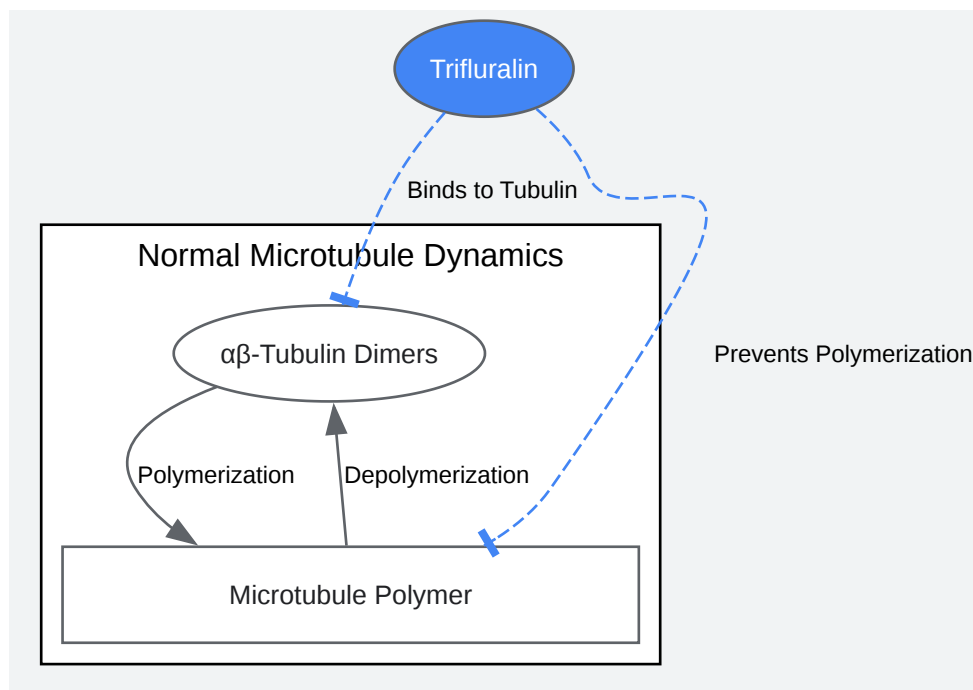 Trifluralin
Binds to Tubulin
Normal Microtubule Dynamics
αβ-Tubulin Dimers
Prevents Polymerization
Polymerization
Depolymerization
Microtubule Polymer